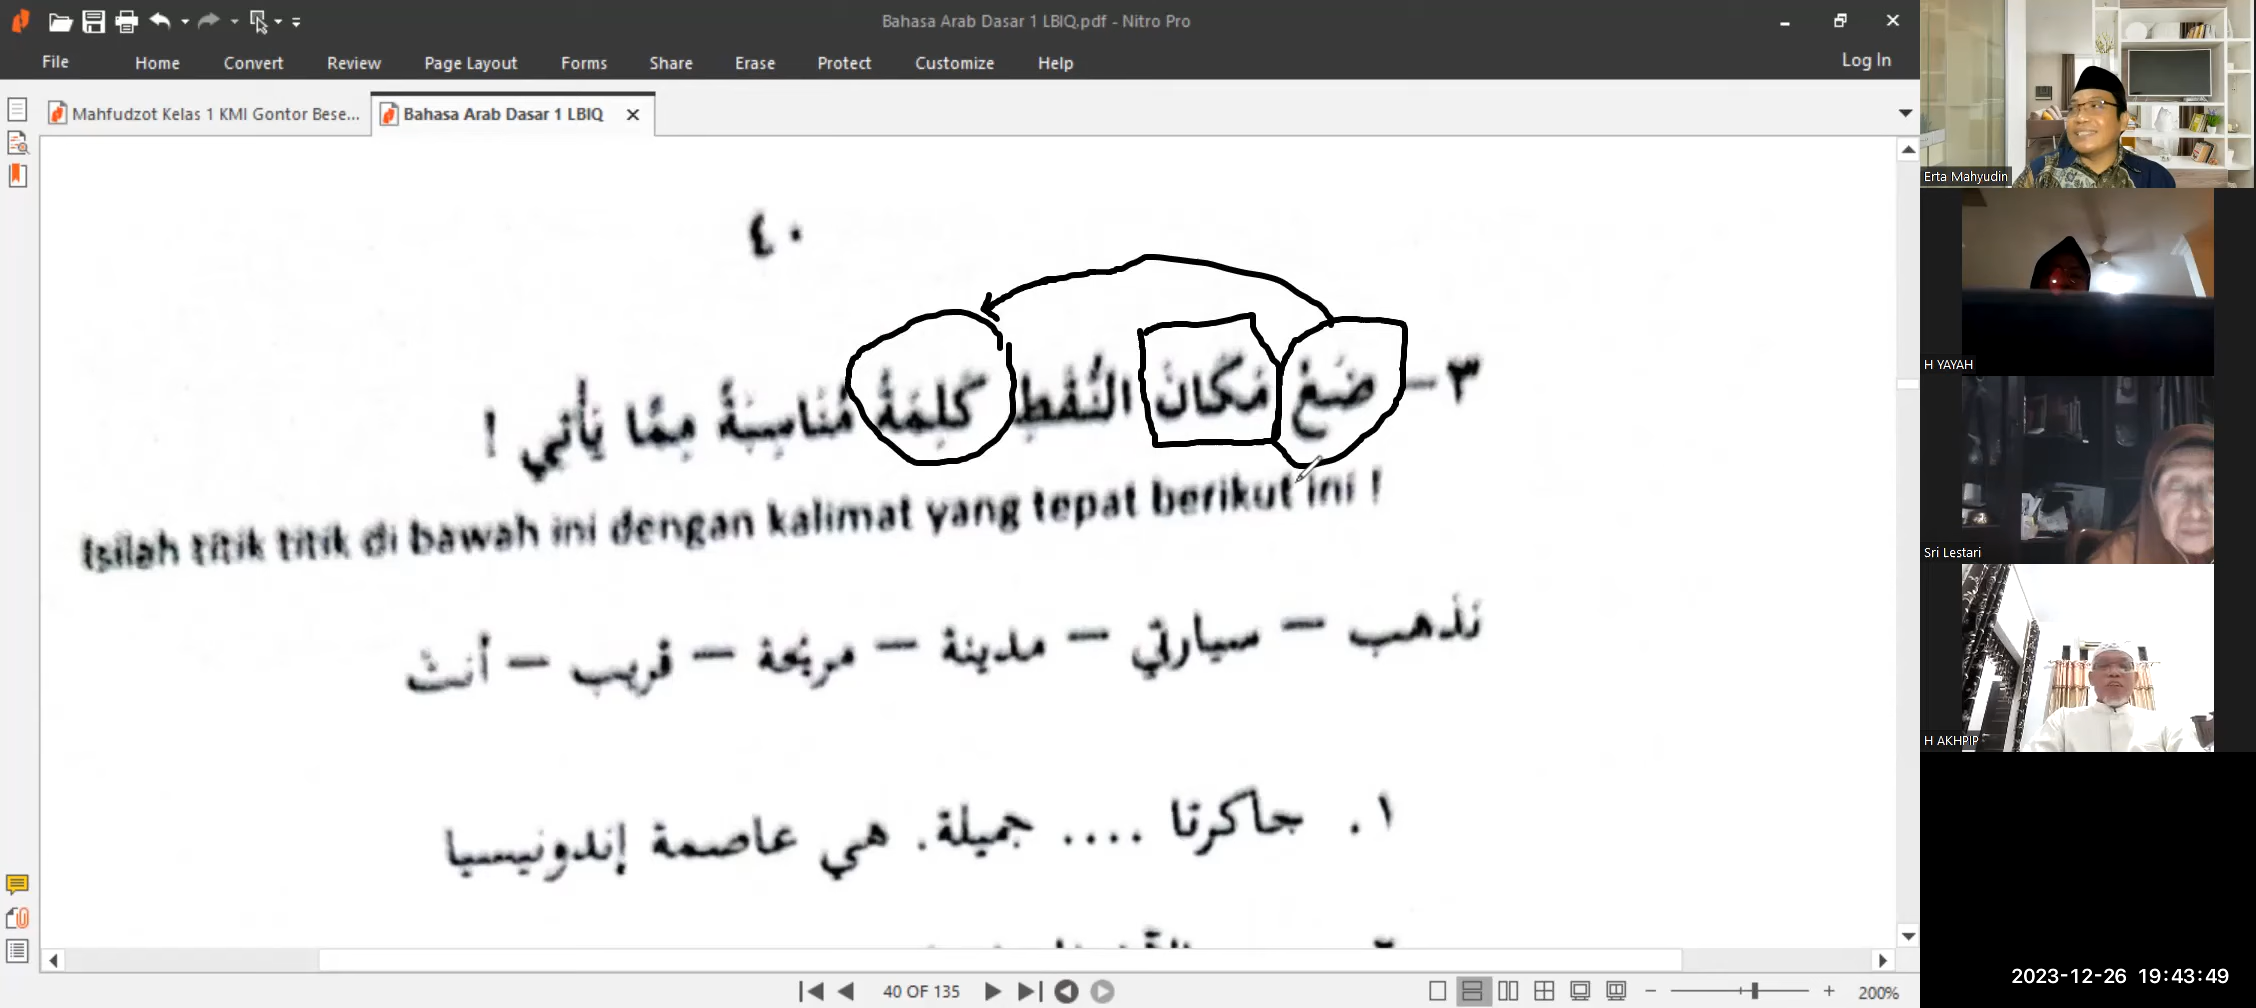 Bahasa Arab Dasar 1 LBIQ.pdf - Nitro Pro
File Home Convert Review Page Layout Forms Share Erase Protect Customize Help Log In
Mahfudzot Kelas 1 KMI Gontor Bese...
Bahasa Arab Dasar 1 LBIQ
٤٠
٣- ضَعْ مَكَانَ النُّقَطِ كَلِمَةً مُنَاسِبَةً مِمَّا يَأْتِي !
Isilah titik titik di bawah ini dengan kalimat yang tepat berikut ini !
نذهب – سيارتي – مدينة – مريحة – قريب – أنت
١. جاكرتا .... جميلة. هي عاصمة إندونيسيا
40 OF 135
200%
Erta Mahyudin
H YAYAH
Sri Lestari
H AKHPIP
2023-12-26 19:43:49